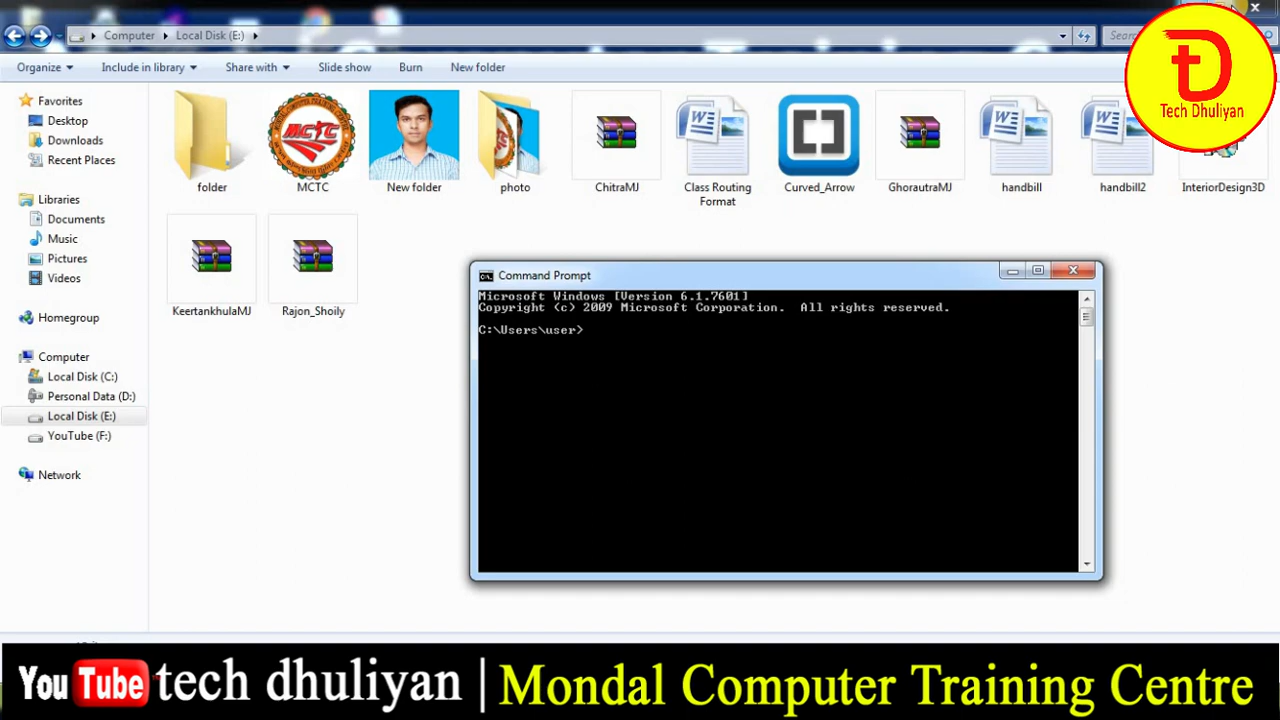 Computer ▸ Local Disk (E:) ▸
Organize ▾ Include in library ▾ Share with ▾ Slide show Burn New folder
tD
Tech Dhuliyan
Favorites
Desktop
Downloads
Recent Places
Libraries
Documents
Music
Pictures
Videos
Homegroup
Computer
Local Disk (C:)
Personal Data (D:)
Local Disk (E:)
YouTube (F:)
Network
MCTC
folder MCTC New folder photo ChitraMJ Class Routing Format Curved_Arrow GhorautraMJ handbill handbill2 InteriorDesign3D
KeertankhulaMJ Rajon_Shoily
Command Prompt
Microsoft Windows [Version 6.1.7601]
Copyright (c) 2009 Microsoft Corporation. All rights reserved.
C:\Users\user>
YouTube tech dhuliyan | Mondal Computer Training Centre